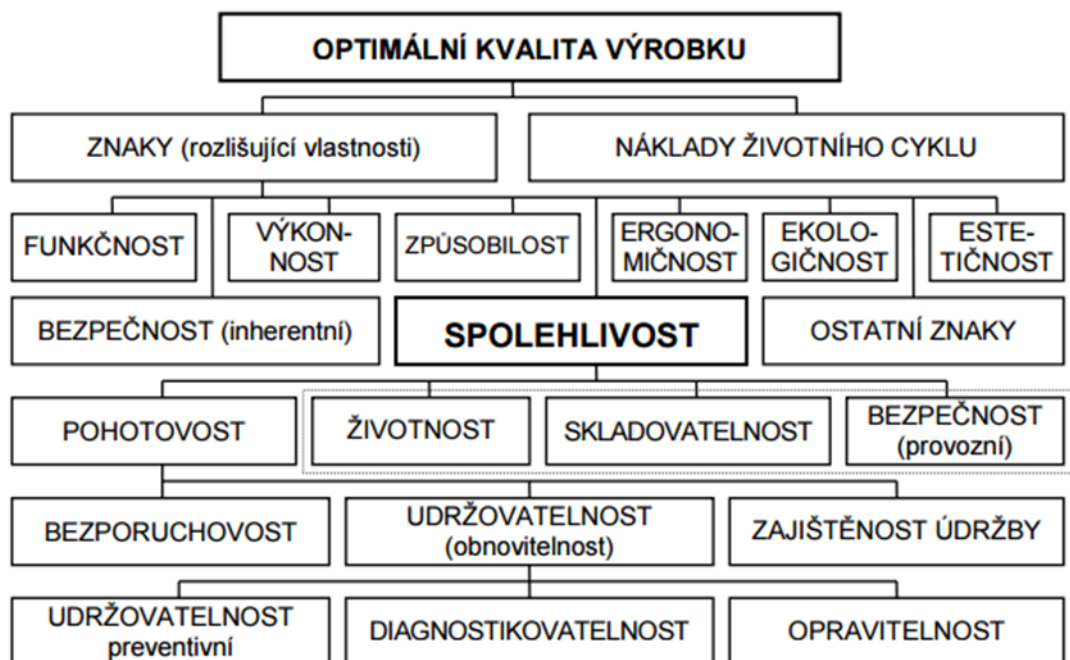 OPTIMÁLNÍ KVALITA VÝROBKU
ZNAKY (rozlišující vlastnosti)
NÁKLADY ŽIVOTNÍHO CYKLU
FUNKČNOST
VÝKON-
NOST
ZPŮSOBILOST
ERGONO-
MIČNOST
EKOLO-
GIČNOST
ESTE-
TIČNOST
BEZPEČNOST (inherentní)
SPOLEHLIVOST
OSTATNÍ ZNAKY
POHOTOVOST
ŽIVOTNOST
SKLADOVATELNOST
BEZPEČNOST
(provozní)
BEZPORUCHOVOST
UDRŽOVATELNOST
(obnovitelnost)
ZAJIŠTĚNOST ÚDRŽBY
UDRŽOVATELNOST
preventivní
DIAGNOSTIKOVATELNOST
OPRAVITELNOST